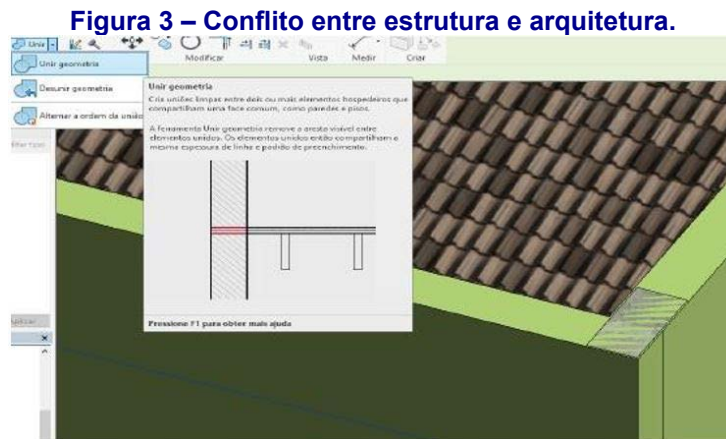 Figura 3 – Conflito entre estrutura e arquitetura.
Unir
Modificar
Vista
Medir
Criar
Unir geometria
Desunir geometria
Alternar a ordem da união
Unir geometria
Cria uniões limpas entre dois ou mais elementos hospedeiros que
compartilham uma face comum, como paredes e pisos.
A ferramenta Unir geometria remove a aresta visível entre
elementos unidos. Os elementos unidos então compartilham a
mesma espessura de linha e padrão de preenchimento.
Pressione F1 para obter mais ajuda